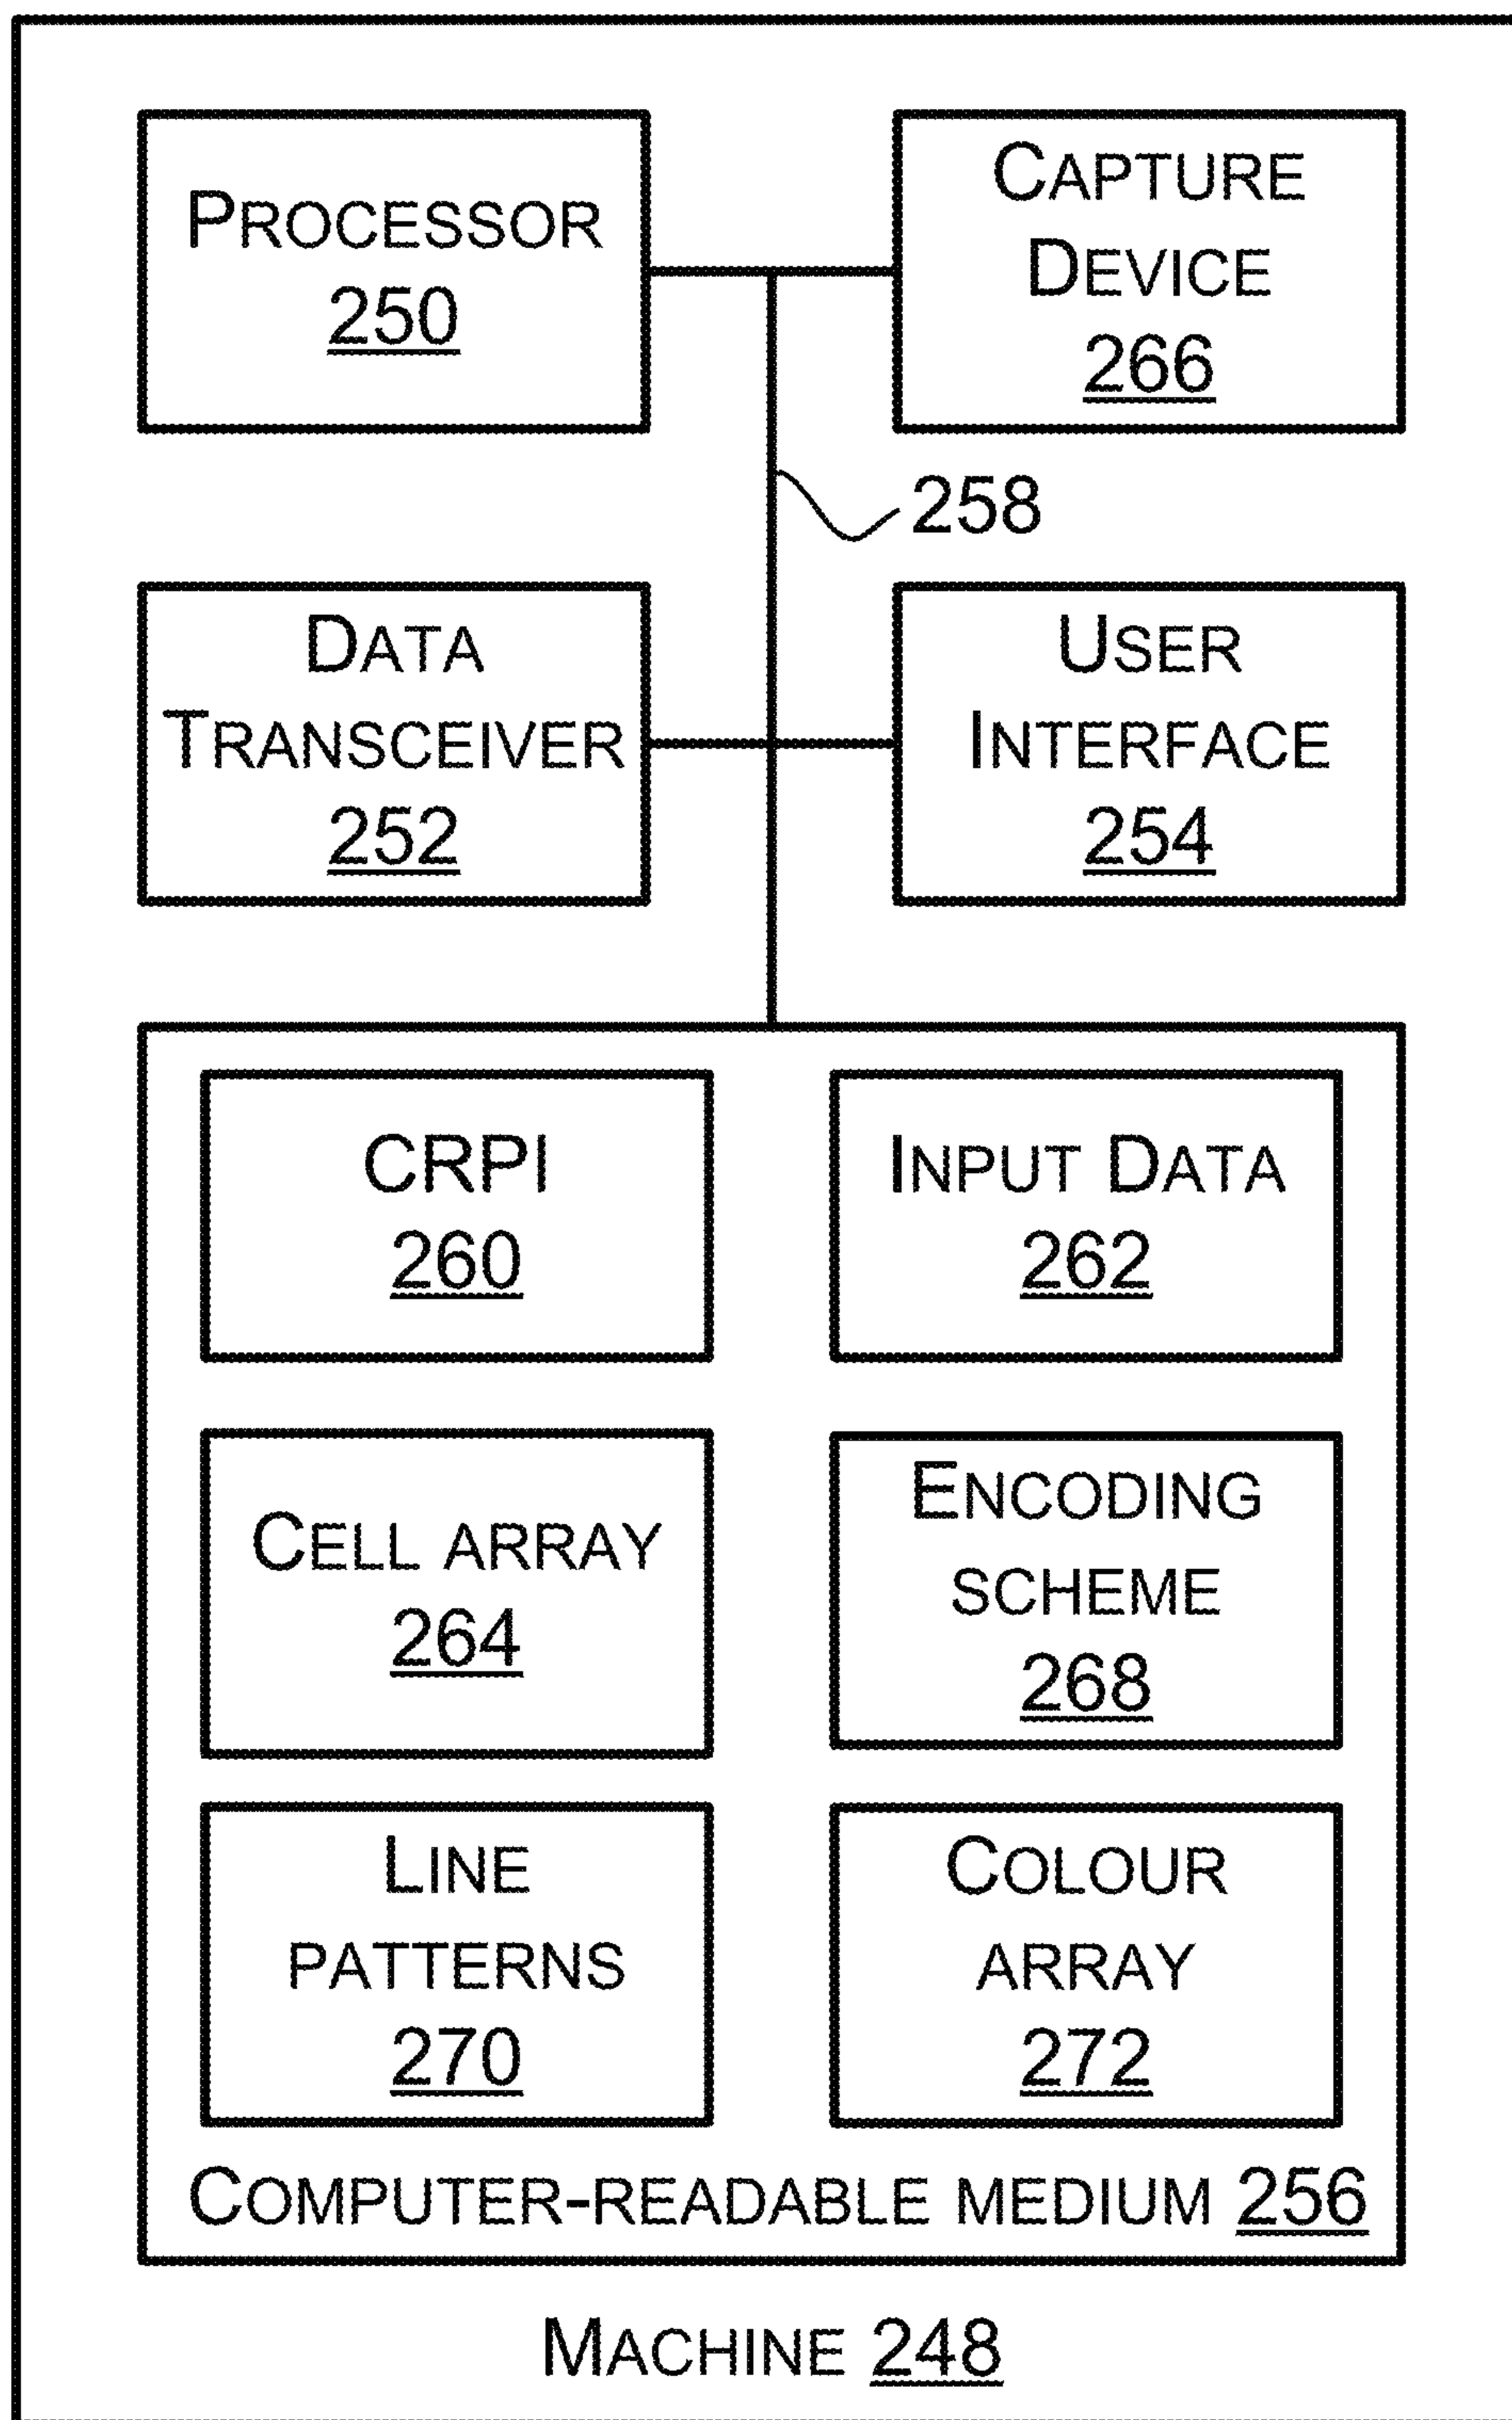 PROCESSOR
250
CAPTURE
DEVICE
266
258
DATA
TRANSCEIVER
252
USER
INTERFACE
254
CRPI
260
INPUT DATA
262
CELL ARRAY
264
ENCODING
SCHEME
268
LINE
PATTERNS
270
COLOUR
ARRAY
272
COMPUTER-READABLE MEDIUM 256
MACHINE 248